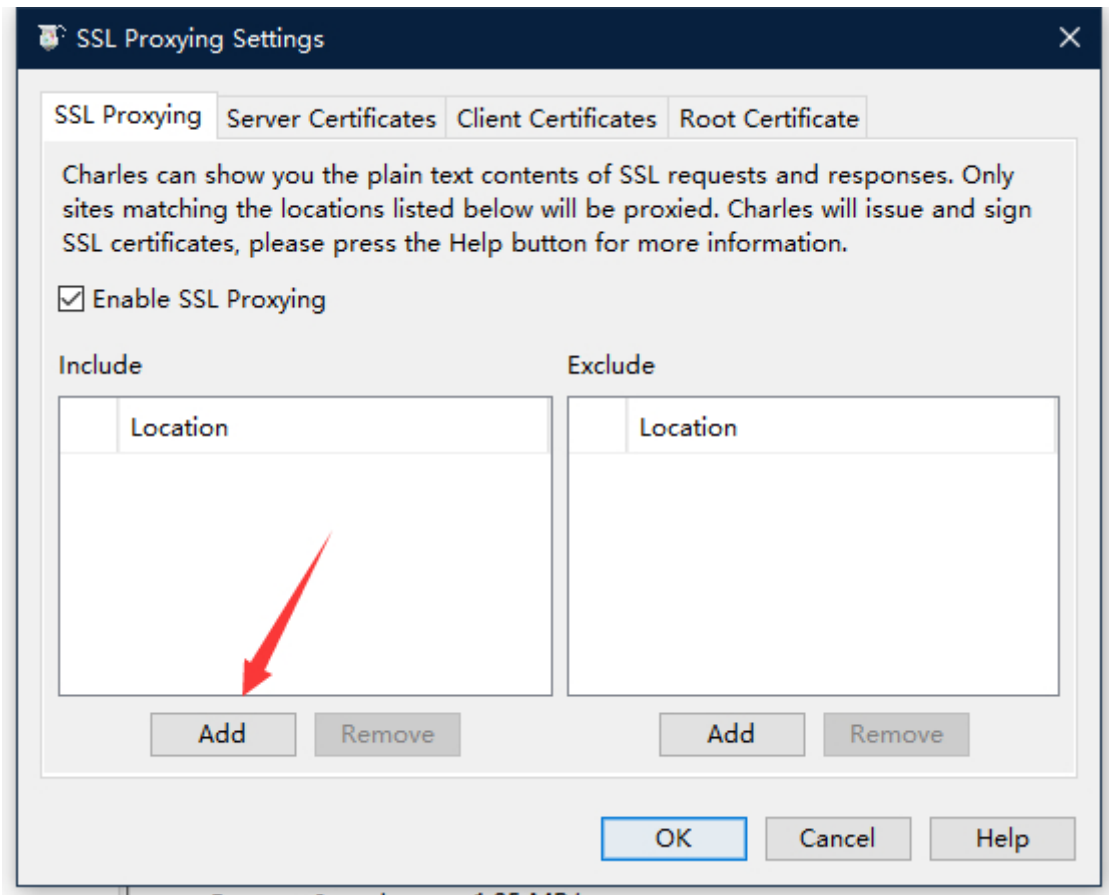 SSL Proxying Settings
SSL Proxying Server Certificates Client Certificates Root Certificate
Charles can show you the plain text contents of SSL requests and responses. Only
sites matching the locations listed below will be proxied. Charles will issue and sign
SSL certificates, please press the Help button for more information.
Enable SSL Proxying
Include Exclude
Location Location
Add Remove Add Remove
OK Cancel Help